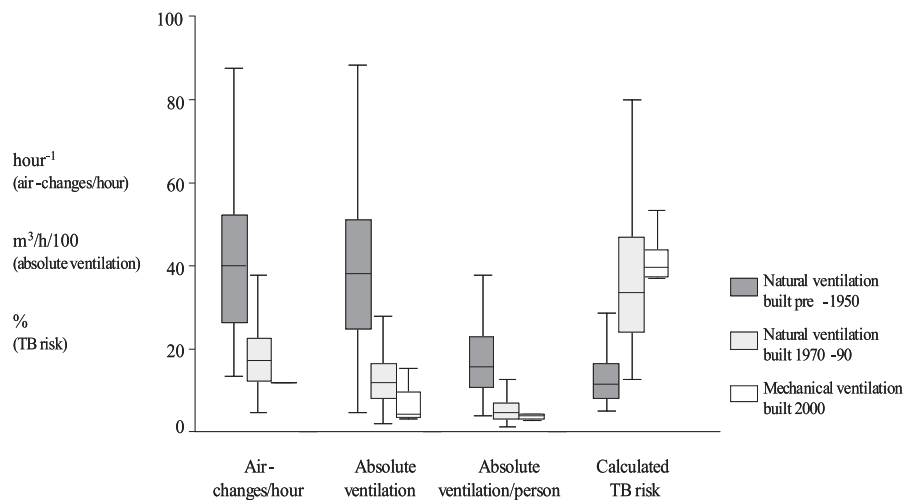 100
80
60
40
20
0
hour⁻¹
(air-changes/hour)
m³/h/100
(absolute ventilation)
%
(TB risk)
Air-
changes/hour
Absolute
ventilation
Absolute
ventilation/person
Calculated
TB risk
Natural ventilation
built pre -1950
Natural ventilation
built 1970 -90
Mechanical ventilation
built 2000